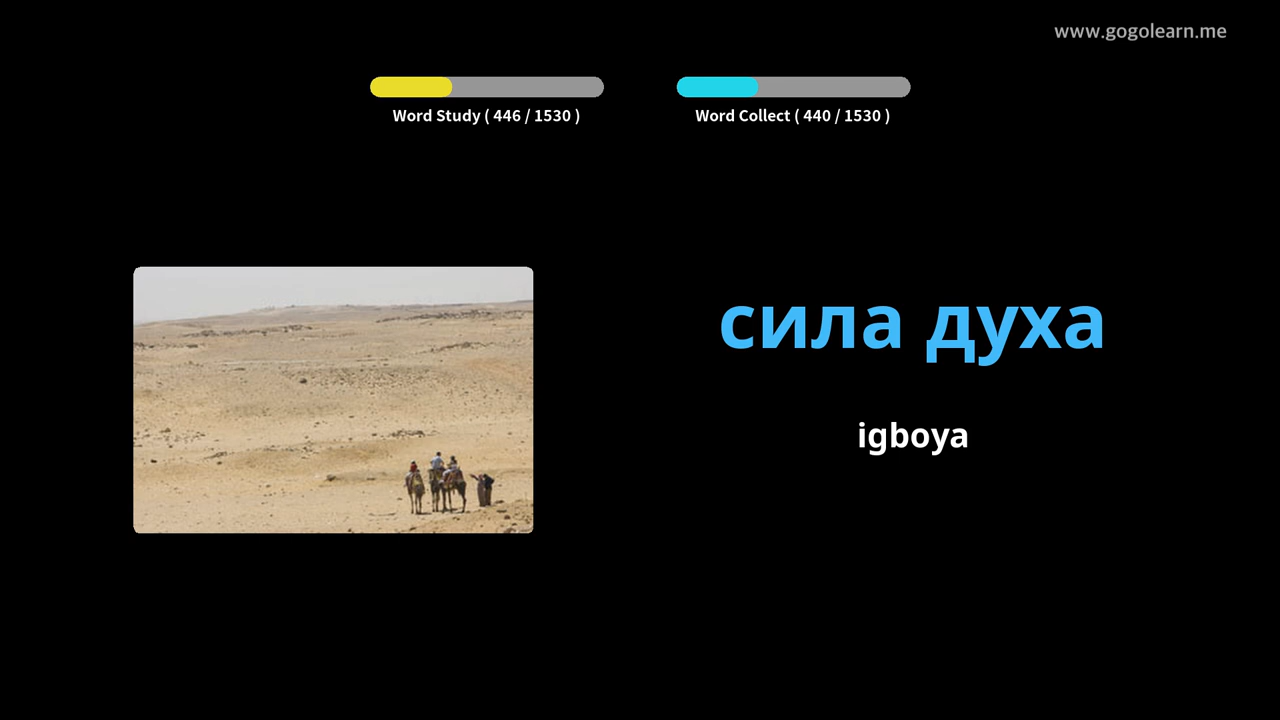 www.gogolearn.me
Word Study ( 446 / 1530 )
Word Collect ( 440 / 1530 )
сила духа
igboya